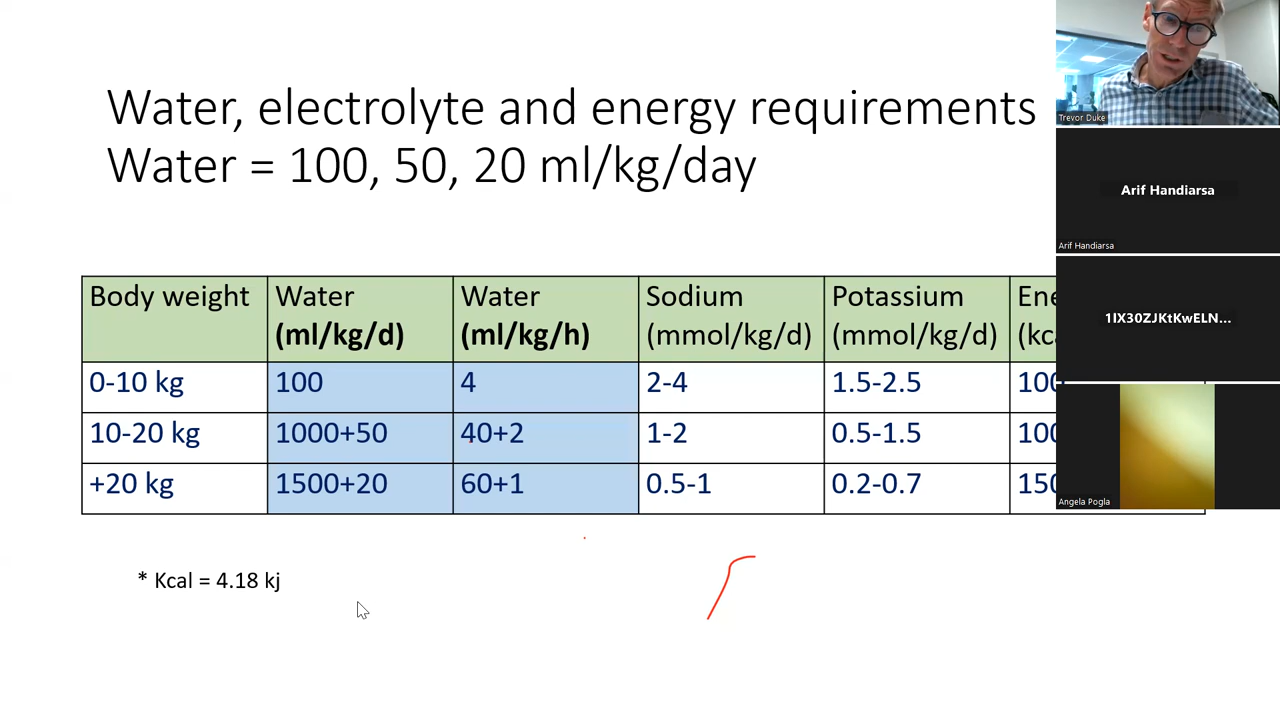 Water, electrolyte and energy requirements
Water = 100, 50, 20 ml/kg/day
Body weight Water (ml/kg/d) Water (ml/kg/h) Sodium (mmol/kg/d) Potassium (mmol/kg/d)
0-10 kg 100 4 2-4 1.5-2.5 100
10-20 kg 1000+50 40+2 1-2 0.5-1.5
+20 kg 1500+20 60+1 0.5-1 0.2-0.7
* Kcal = 4.18 kj
Trevor Duke
Arif Handiarsa
Arif Handiarsa
1IX30ZJKtKwELN...
Angela Pogla